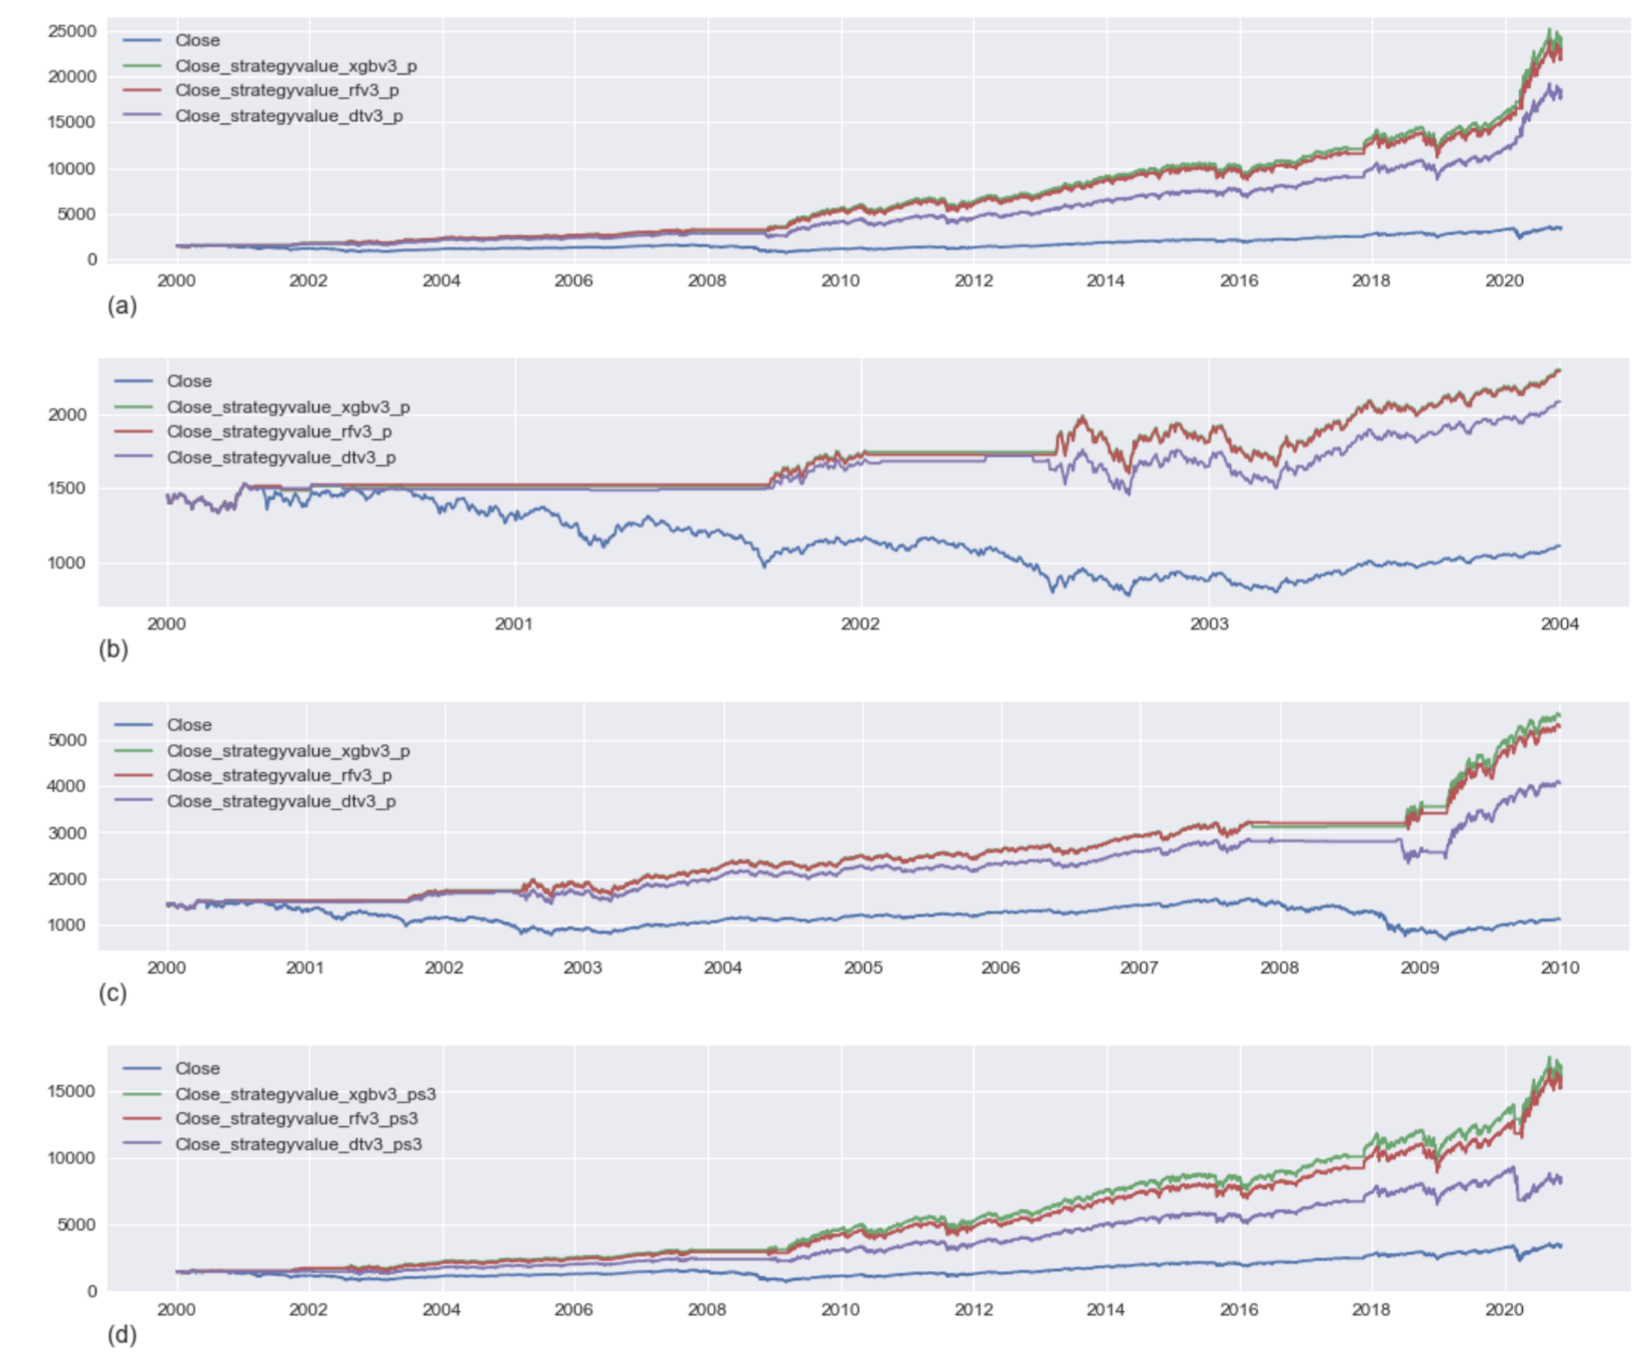 25000
20000
15000
10000
5000
0
Close
Close_strategyvalue_xgbv3_p
Close_strategyvalue_rfv3_p
Close_strategyvalue_dtv3_p
2000 2002 2004 2006 2008 2010 2012 2014 2016 2018 2020
(a)
2000
1500
1000
Close
Close_strategyvalue_xgbv3_p
Close_strategyvalue_rfv3_p
Close_strategyvalue_dtv3_p
2000 2001 2002 2003 2004
(b)
5000
4000
3000
2000
1000
Close
Close_strategyvalue_xgbv3_p
Close_strategyvalue_rfv3_p
Close_strategyvalue_dtv3_p
2000 2001 2002 2003 2004 2005 2006 2007 2008 2009 2010
(c)
15000
10000
5000
0
Close
Close_strategyvalue_xgbv3_ps3
Close_strategyvalue_rfv3_ps3
Close_strategyvalue_dtv3_ps3
2000 2002 2004 2006 2008 2010 2012 2014 2016 2018 2020
(d)